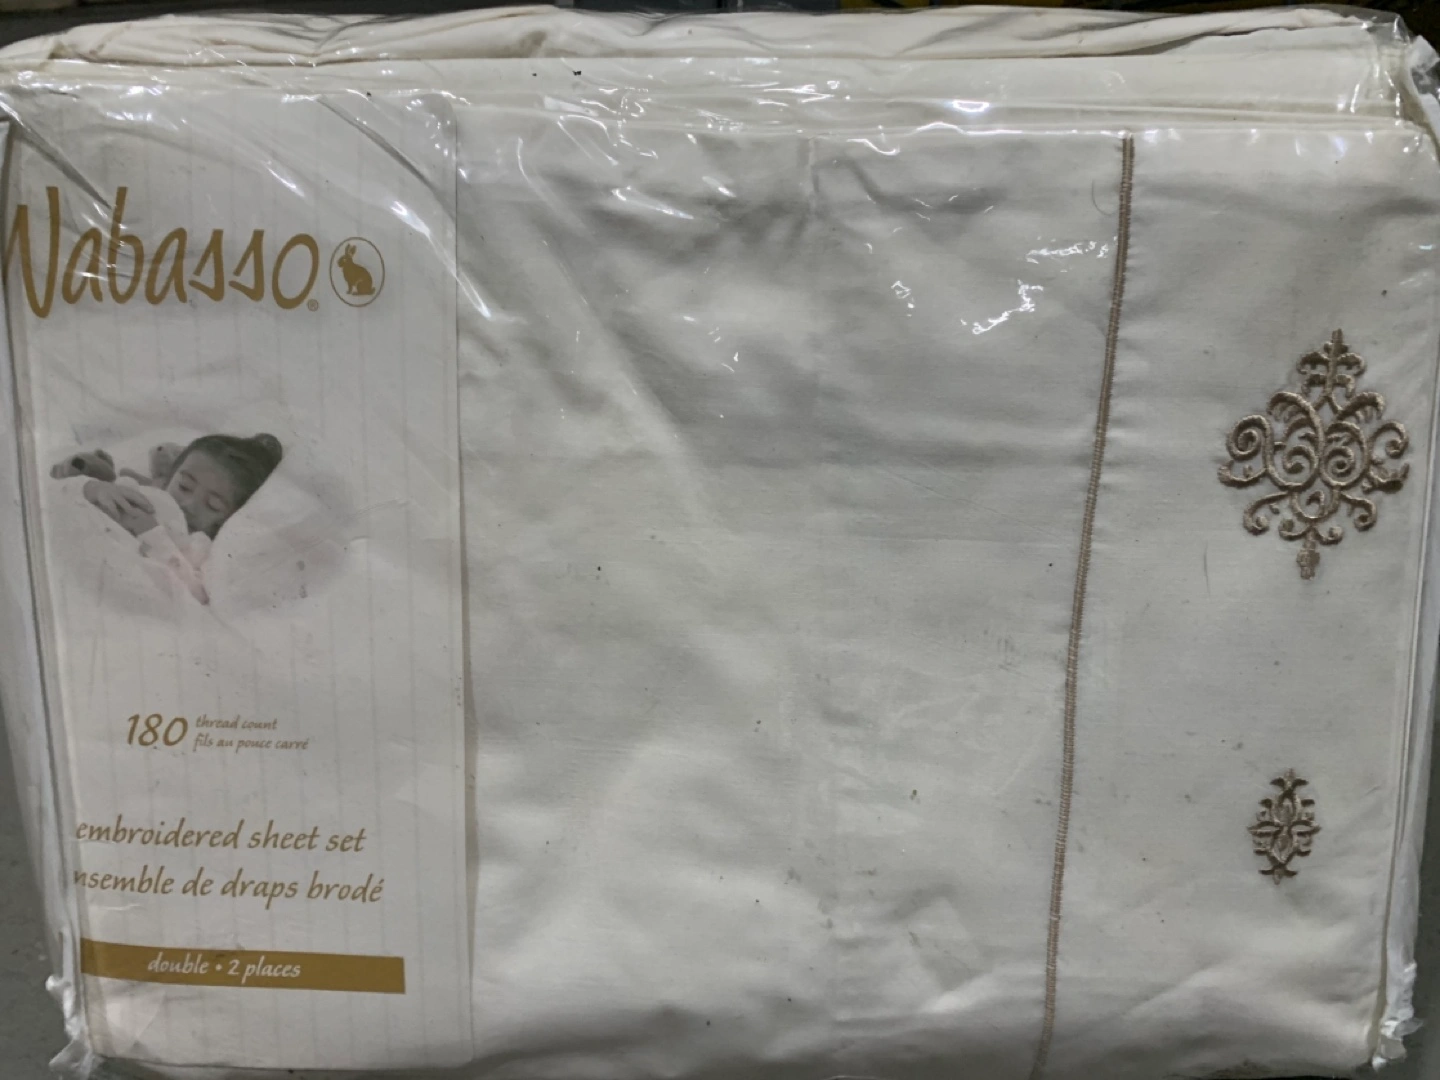 Wabasso®
180 thread count
fils au pouce carré
embroidered sheet set
nsemble de draps brodé
double • 2 places